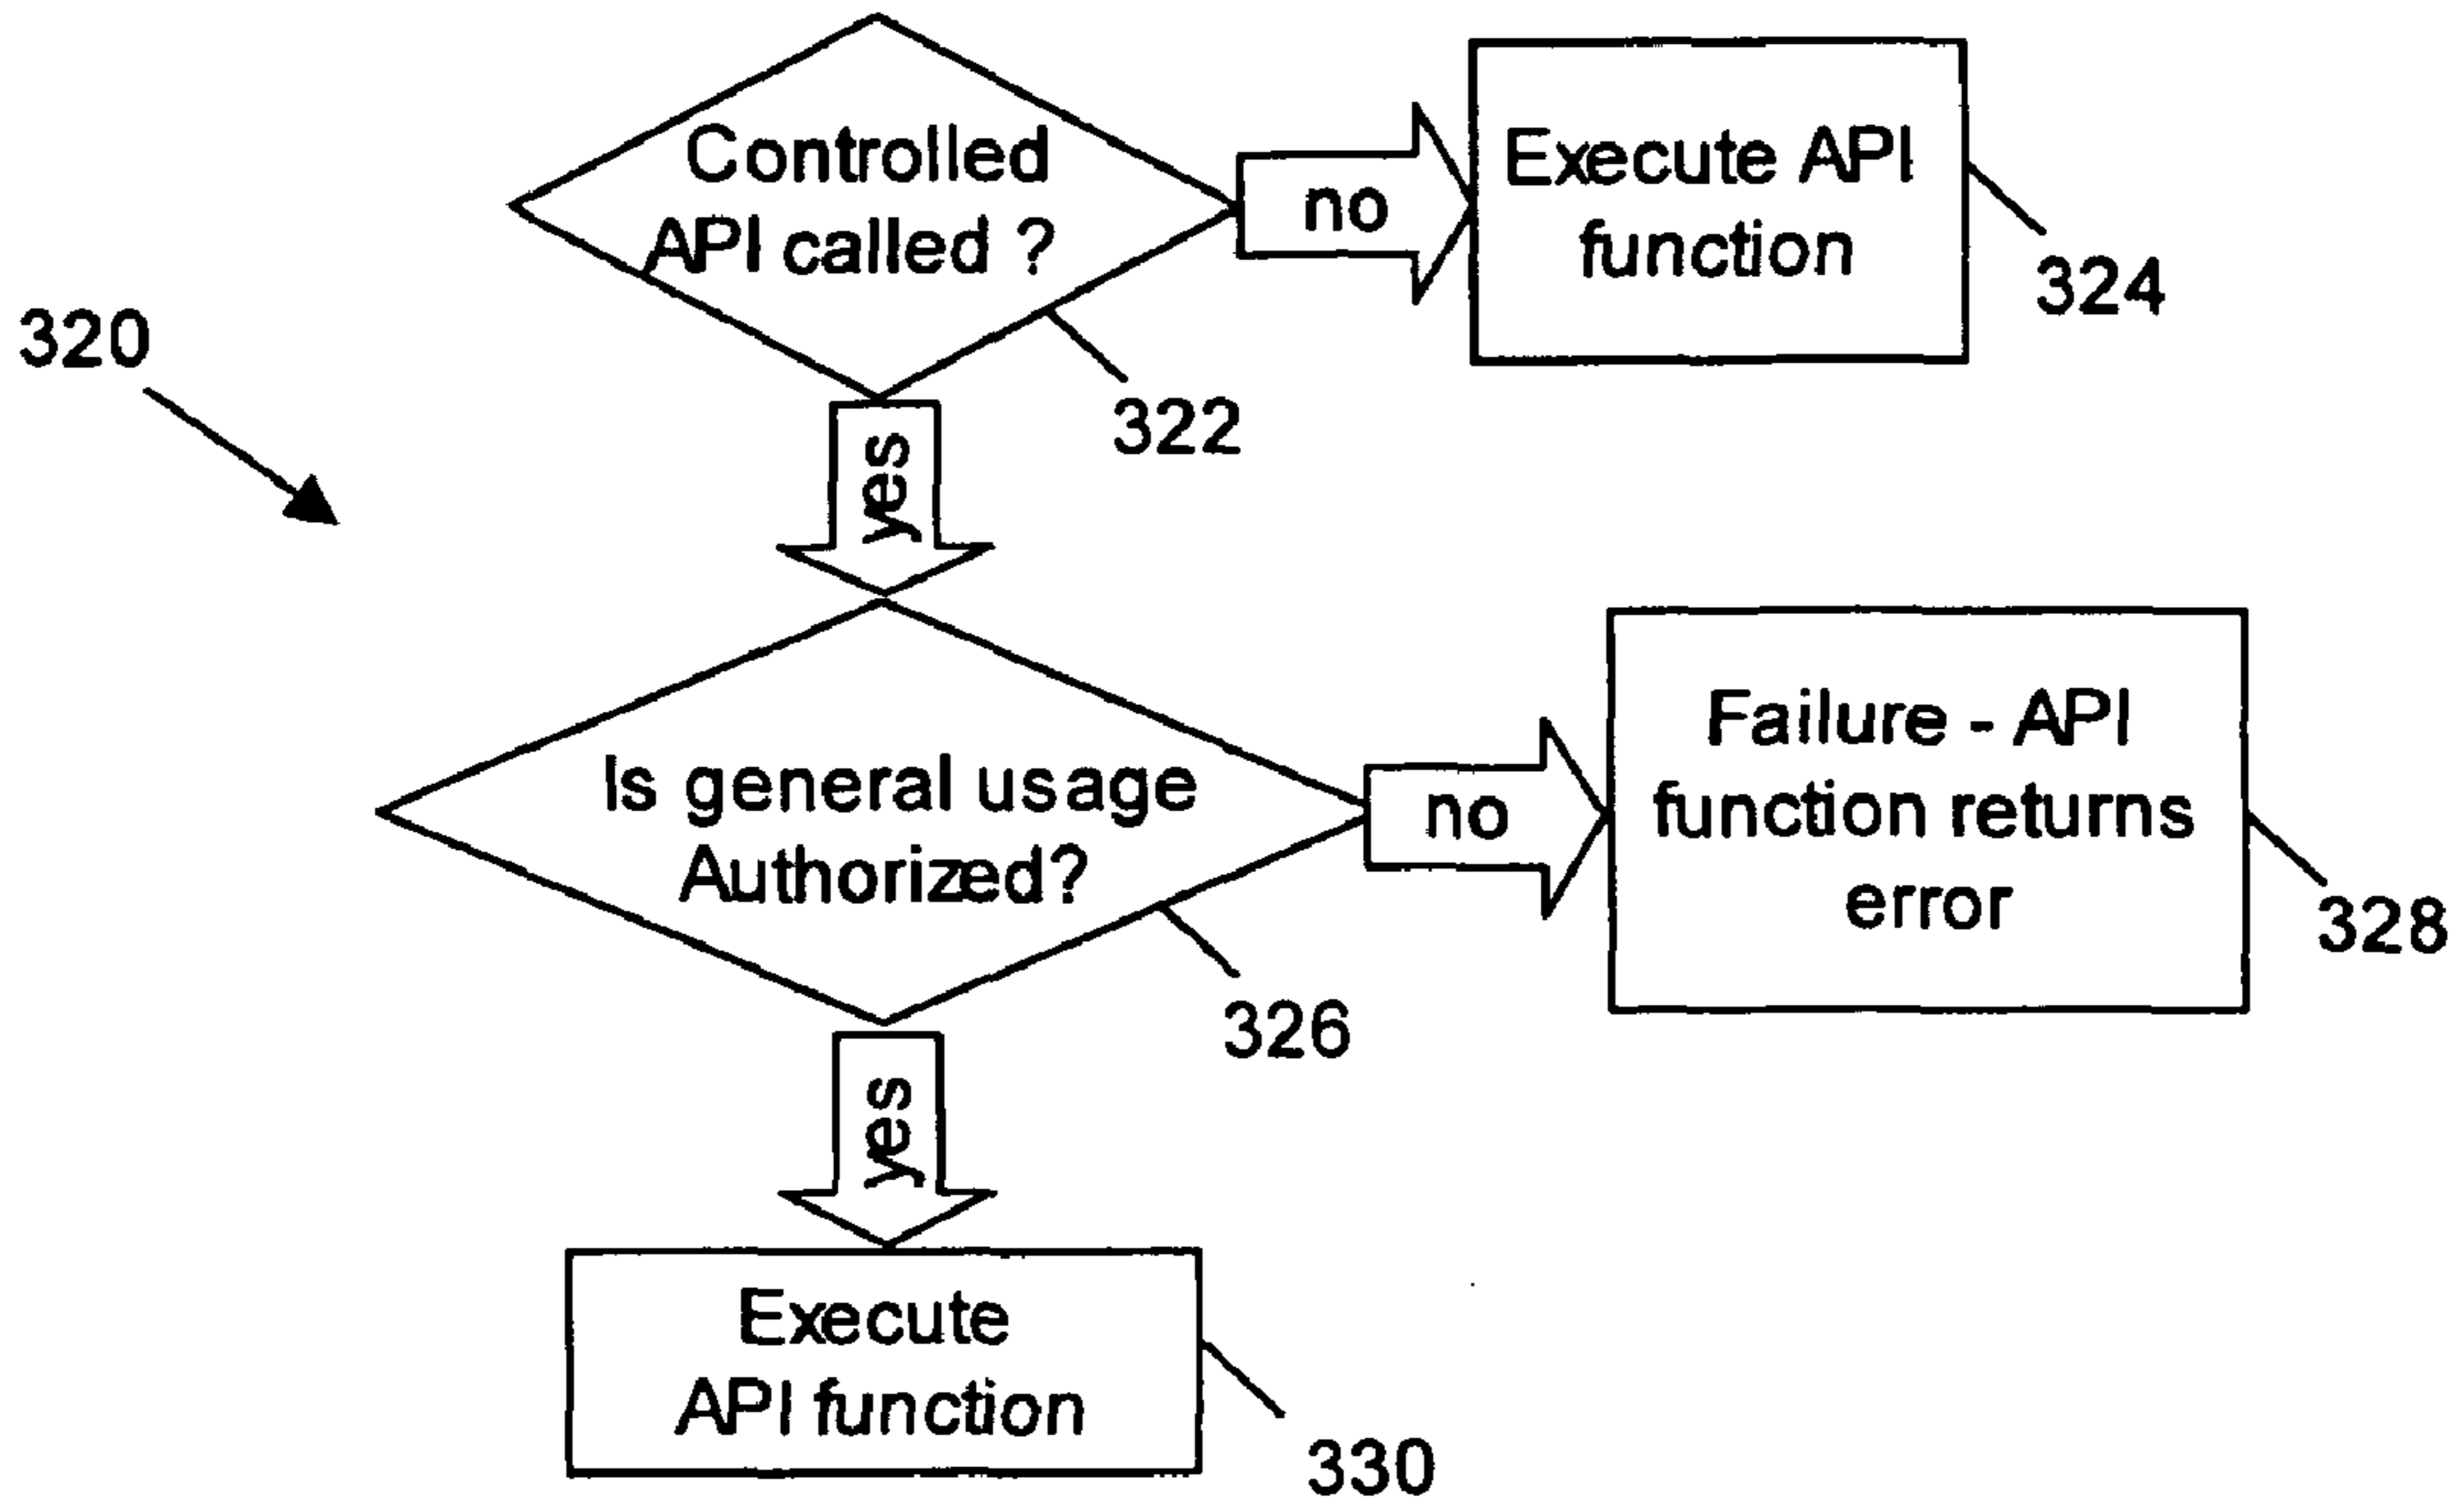 Controlled
API called ?
no
Execute API
function
324
320
322
yes
Is general usage
Authorized?
no
Failure - API
function returns
error
328
326
yes
Execute
API function
330